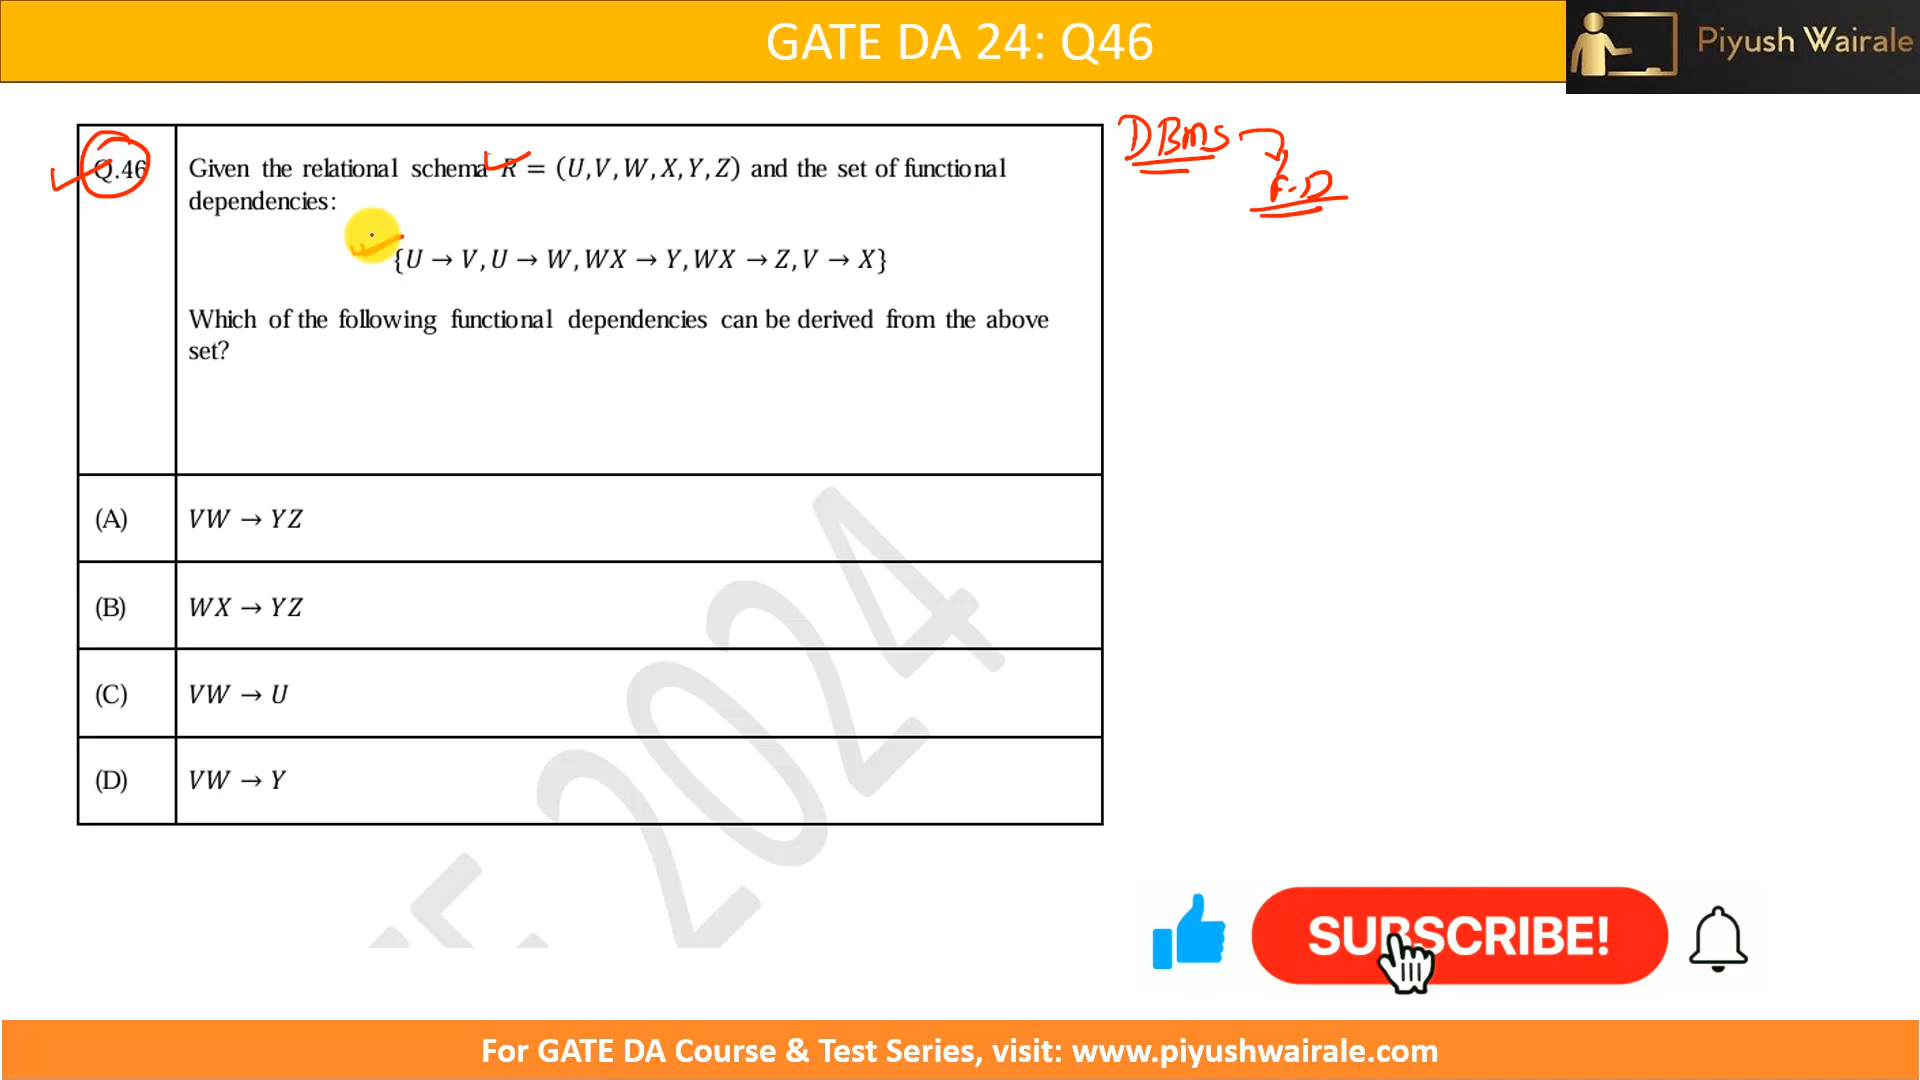 GATE DA 24: Q46
Piyush Wairale
DBMS
F.D
Q.46
Given the relational schema R = (U,V,W,X,Y,Z) and the set of functional
dependencies:
{U → V,U → W,WX → Y,WX → Z,V → X}
Which of the following functional dependencies can be derived from the above
set?
(A) VW → YZ
(B) WX → YZ
(C) VW → U
(D) VW → Y
2024
SUBSCRIBE!
For GATE DA Course & Test Series, visit: www.piyushwairale.com